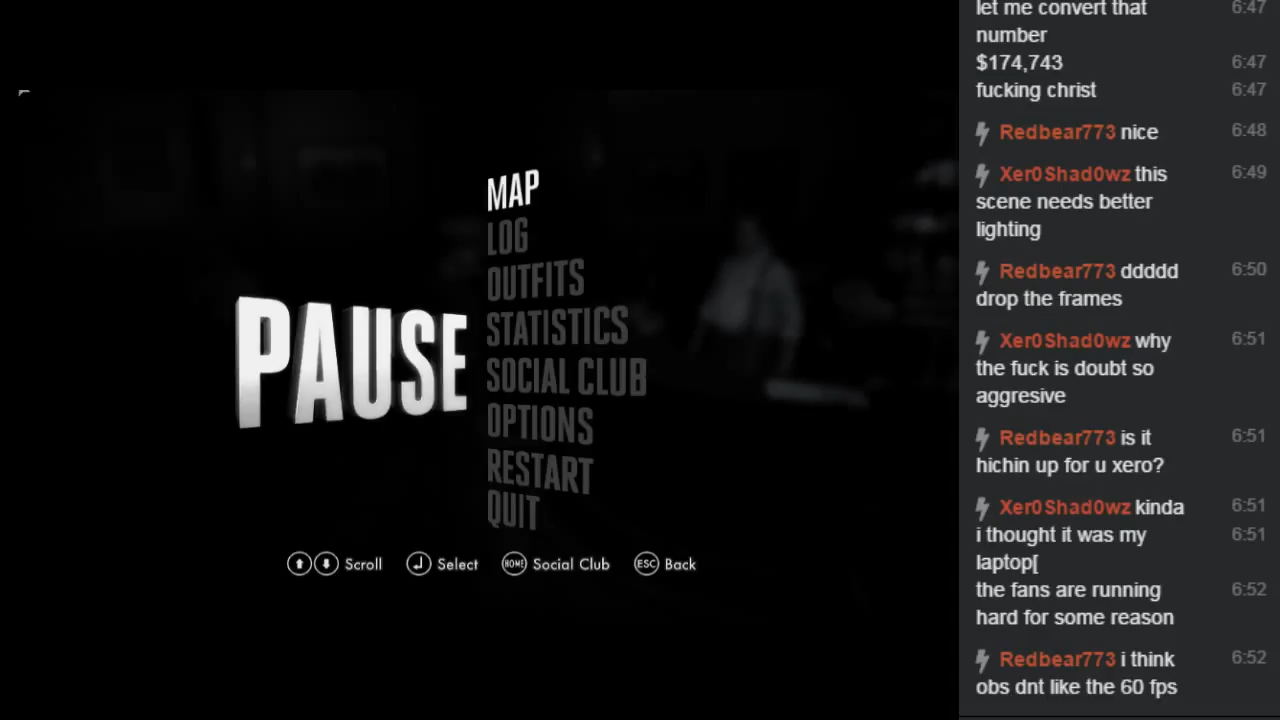 PAUSE
MAP
LOG
OUTFITS
STATISTICS
SOCIAL CLUB
OPTIONS
RESTART
QUIT
Scroll Select HOME Social Club ESC Back
let me convert that 6:47
number
$174,743 6:47
fucking christ 6:47
Redbear773 nice 6:48
Xer0Shad0wz this 6:49
scene needs better
lighting
Redbear773 ddddd 6:50
drop the frames
Xer0Shad0wz why 6:51
the fuck is doubt so
aggresive
Redbear773 is it 6:51
hichin up for u xero?
Xer0Shad0wz kinda 6:51
i thought it was my 6:51
laptop[
the fans are running 6:52
hard for some reason
Redbear773 i think 6:52
obs dnt like the 60 fps